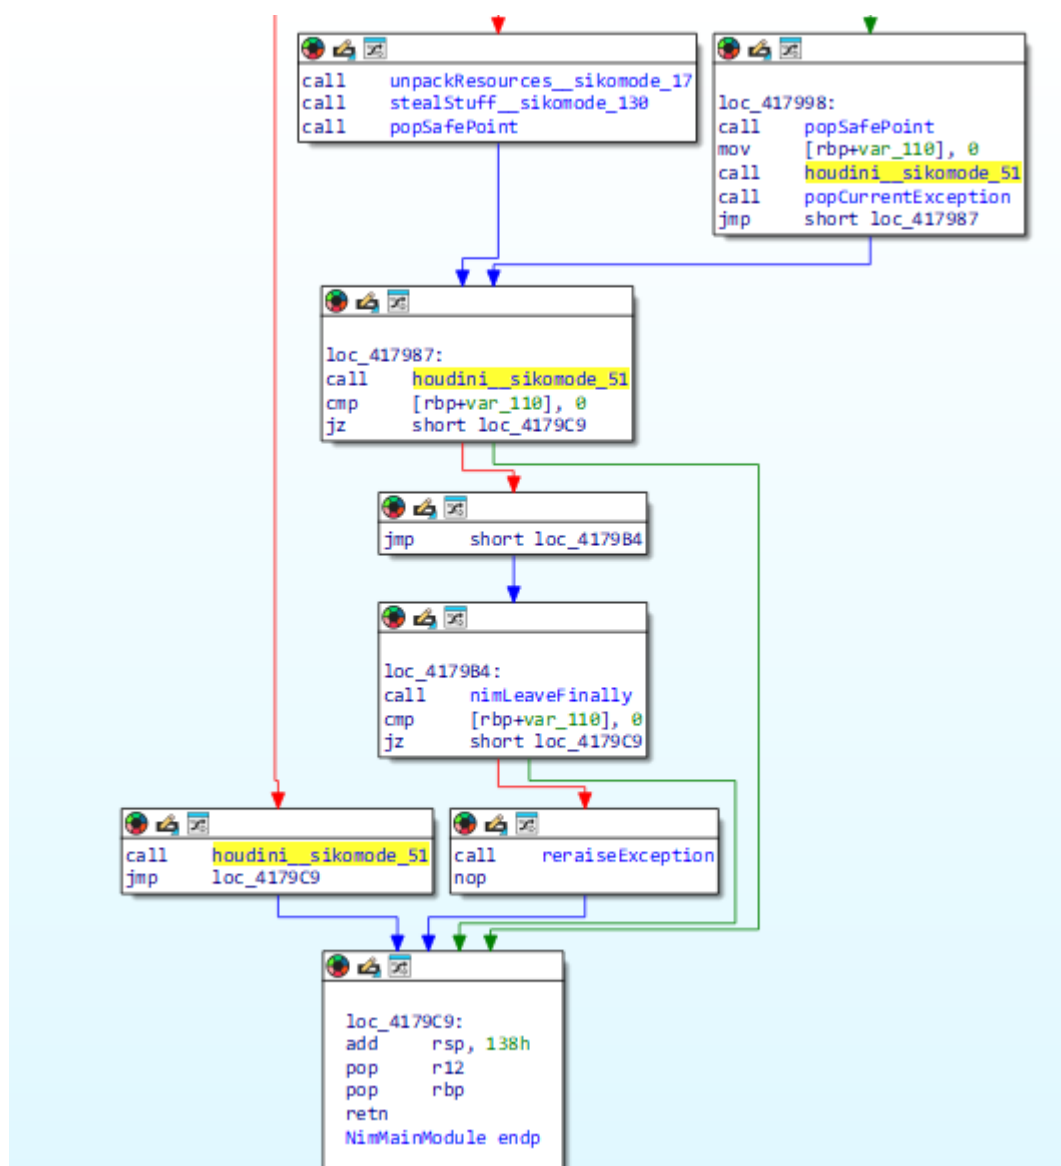 call unpackResources__sikomode_17
call stealStuff__sikomode_130
call popSafePoint
loc_417998:
call popSafePoint
mov [rbp+var_110], 0
call houdini__sikomode_51
call popCurrentException
jmp short loc_417987
loc_417987:
call houdini__sikomode_51
cmp [rbp+var_110], 0
jz short loc_4179C9
jmp short loc_4179B4
loc_4179B4:
call nimLeaveFinally
cmp [rbp+var_110], 0
jz short loc_4179C9
call houdini__sikomode_51
jmp loc_4179C9
call reraiseException
nop
loc_4179C9:
add rsp, 138h
pop r12
pop rbp
retn
NimMainModule endp